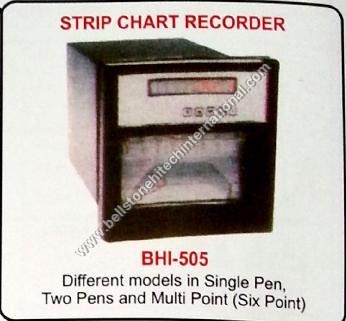 STRIP CHART RECORDER
www.bellstonehitechinternational.com
BHI-505
Different models in Single Pen,
Two Pens and Multi Point (Six Point)